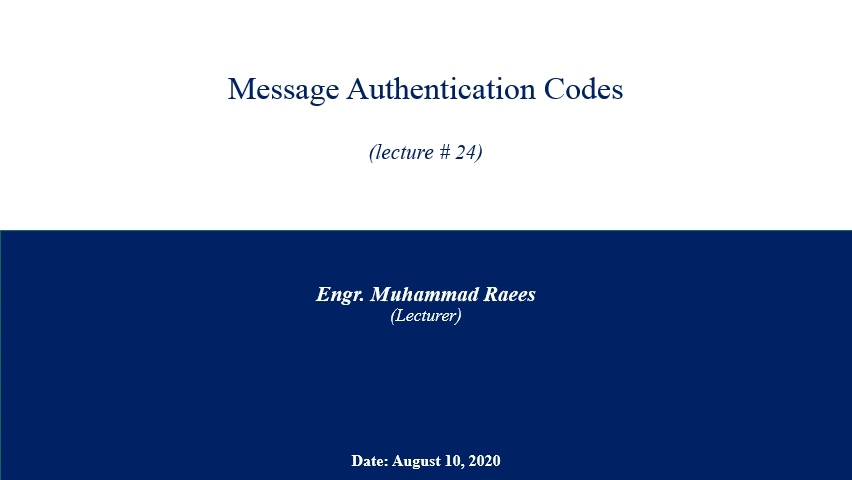 Message Authentication Codes
(lecture # 24)
Engr. Muhammad Raees
(Lecturer)
Date: August 10, 2020